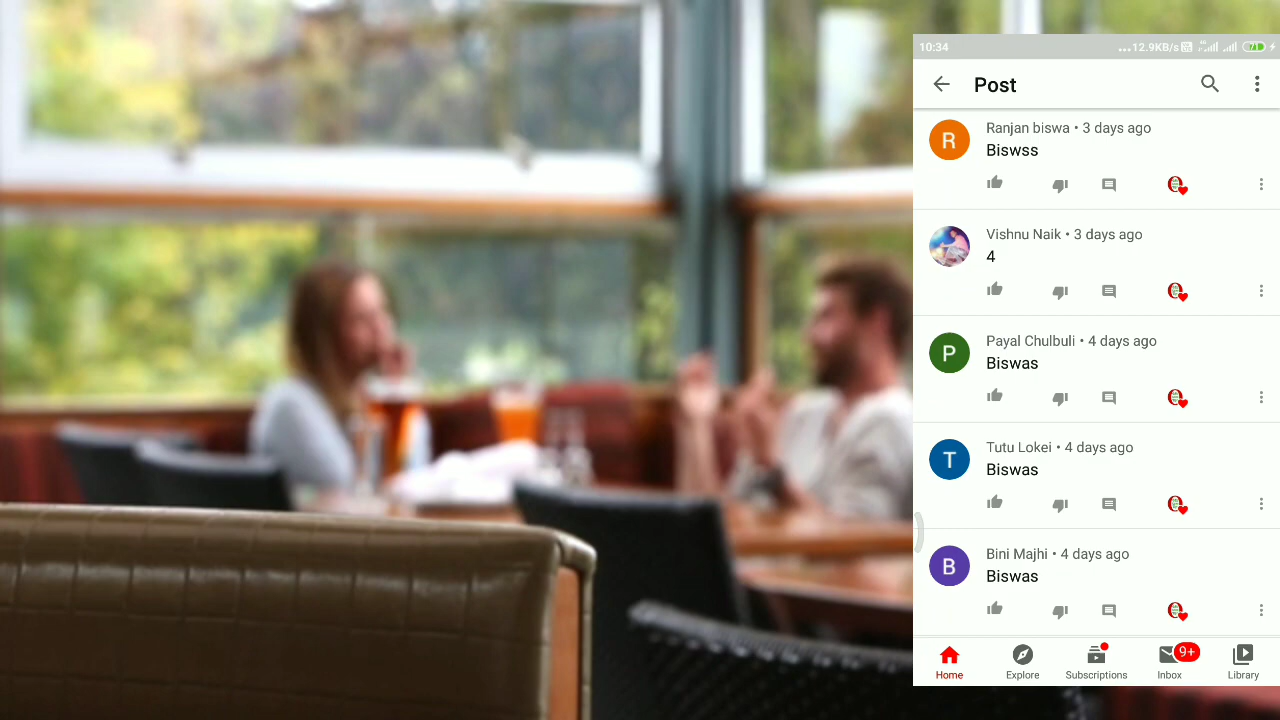 10:34 ...12.9KB/s 4G 71
Post
R
Ranjan biswa • 3 days ago
Biswss
Vishnu Naik • 3 days ago
4
P
Payal Chulbuli • 4 days ago
Biswas
T
Tutu Lokei • 4 days ago
Biswas
B
Bini Majhi • 4 days ago
Biswas
9+
Home Explore Subscriptions Inbox Library